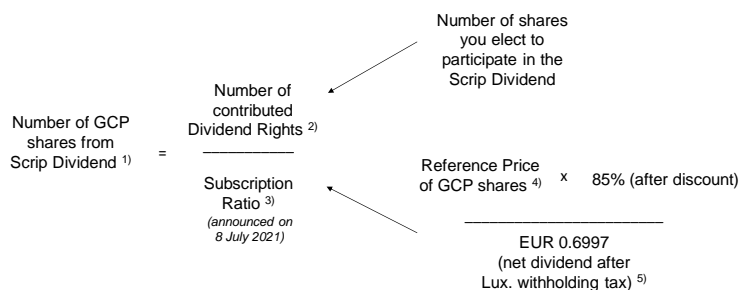 Number of GCP
shares from
Scrip Dividend 1)
=
Number of
contributed
Dividend Rights 2)
Subscription
Ratio 3)
(announced on
8 July 2021)
Number of shares
you elect to
participate in the
Scrip Dividend
Reference Price
of GCP shares 4)
x 85% (after discount)
EUR 0.6997
(net dividend after
Lux. withholding tax) 5)